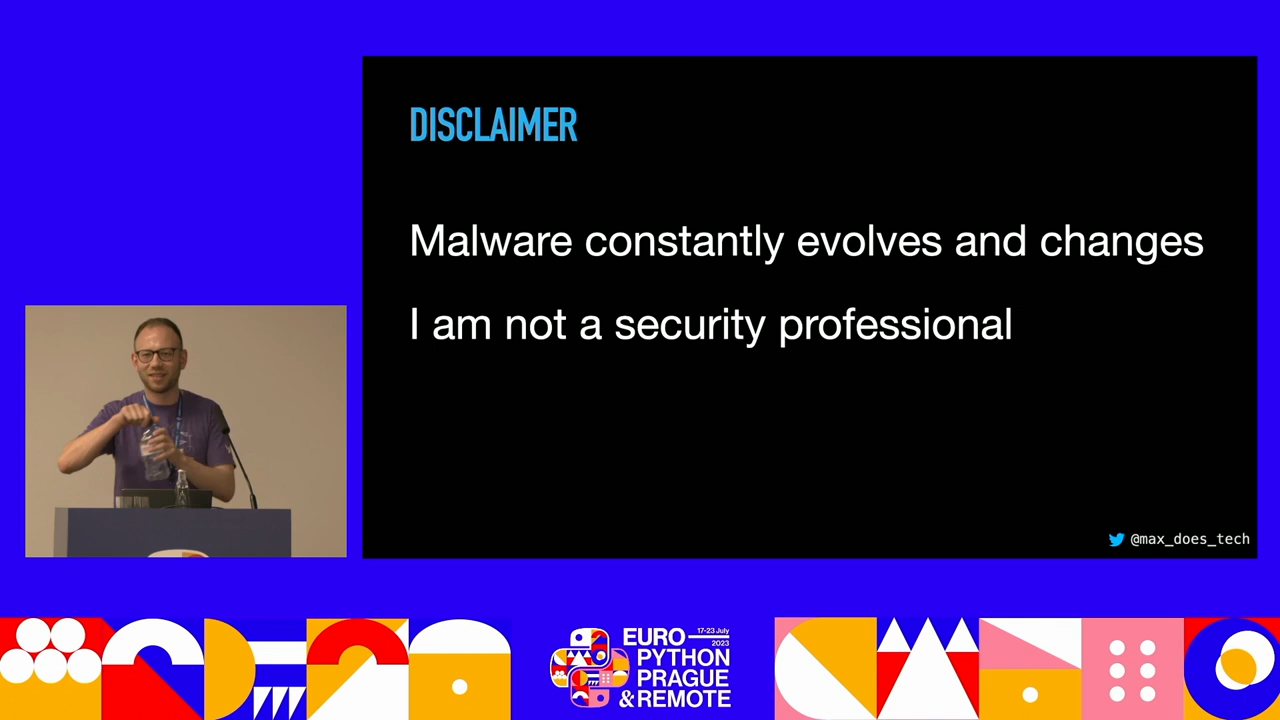 DISCLAIMER
Malware constantly evolves and changes
I am not a security professional
@max_does_tech
EURO
17-23 July
2023
PYTHON
PRAGUE
&REMOTE